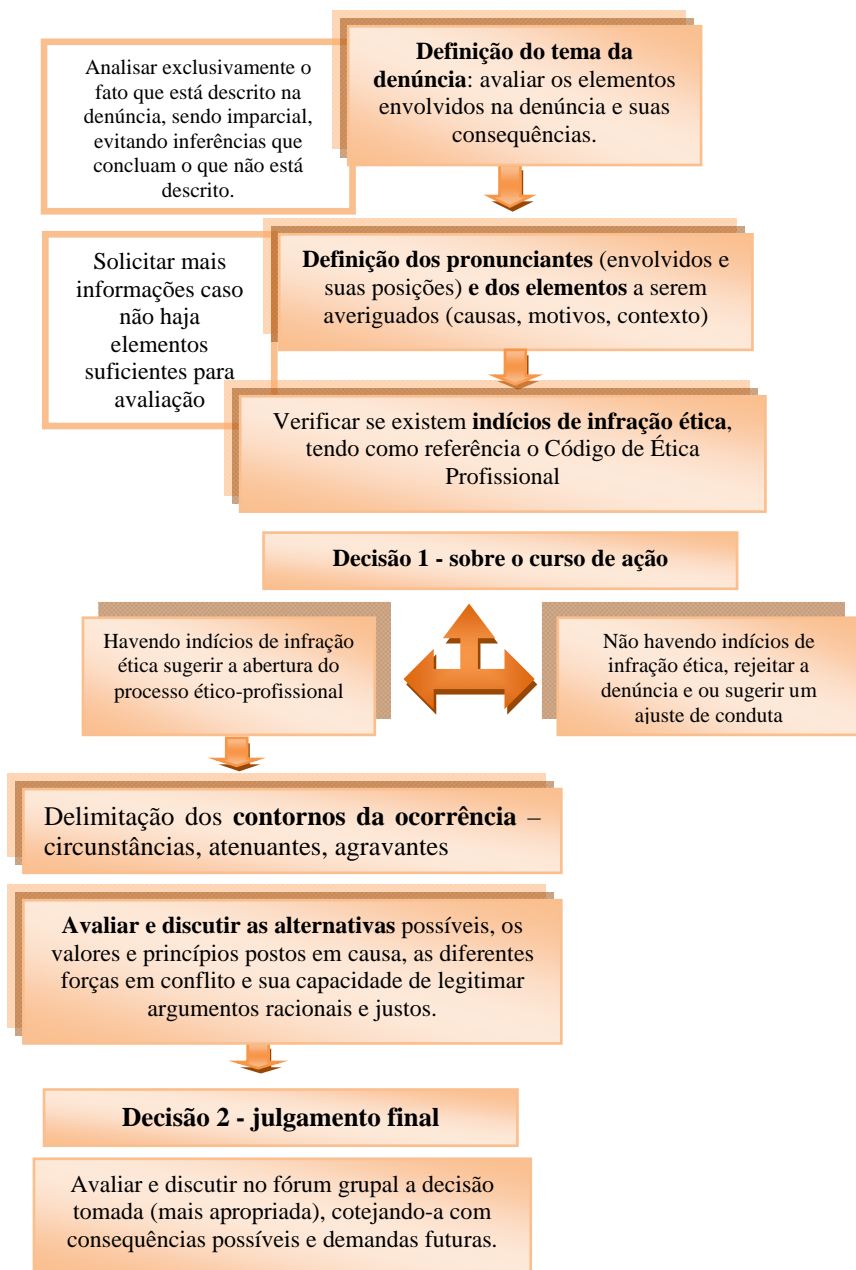 Definição do tema da
denúncia: avaliar os elementos
envolvidos na denúncia e suas
consequências.
Analisar exclusivamente o
fato que está descrito na
denúncia, sendo imparcial,
evitando inferências que
concluam o que não está
descrito.
Definição dos pronunciantes (envolvidos e
suas posições) e dos elementos a serem
averiguados (causas, motivos, contexto)
Solicitar mais
informações caso
não haja
elementos
suficientes para
avaliação
Verificar se existem indícios de infração ética,
tendo como referência o Código de Ética
Profissional
Decisão 1 - sobre o curso de ação
Havendo indícios de infração
ética sugerir a abertura do
processo ético-profissional
Não havendo indícios de
infração ética, rejeitar a
denúncia e ou sugerir um
ajuste de conduta
Delimitação dos contornos da ocorrência –
circunstâncias, atenuantes, agravantes
Avaliar e discutir as alternativas possíveis, os
valores e princípios postos em causa, as diferentes
forças em conflito e sua capacidade de legitimar
argumentos racionais e justos.
Decisão 2 - julgamento final
Avaliar e discutir no fórum grupal a decisão
tomada (mais apropriada), cotejando-a com
consequências possíveis e demandas futuras.